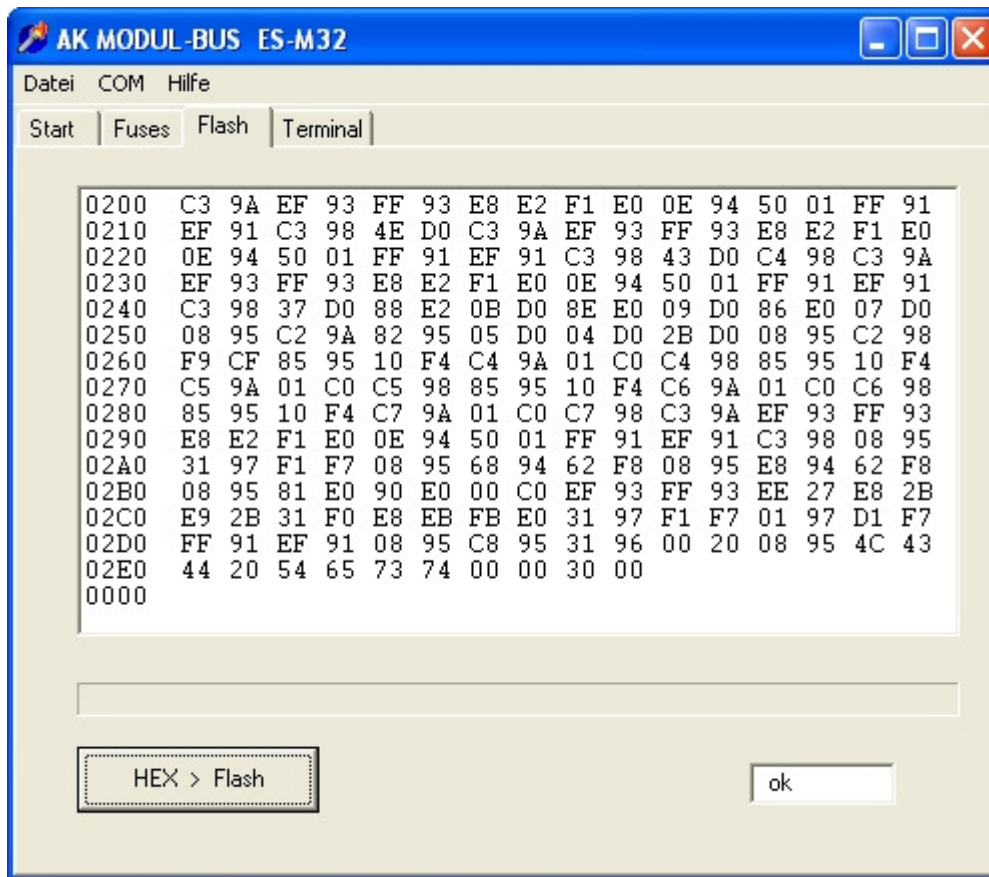 AK MODUL-BUS ES-M32
Datei COM Hilfe
Start Fuses Flash Terminal
0200 C3 9A EF 93 FF 93 E8 E2 F1 E0 0E 94 50 01 FF 91
0210 EF 91 C3 98 4E D0 C3 9A EF 93 FF 93 E8 E2 F1 E0
0220 0E 94 50 01 FF 91 EF 91 C3 98 43 D0 C4 98 C3 9A
0230 EF 93 FF 93 E8 E2 F1 E0 0E 94 50 01 FF 91 EF 91
0240 C3 98 37 D0 88 E2 0B D0 8E E0 09 D0 86 E0 07 D0
0250 08 95 C2 9A 82 95 05 D0 04 D0 2B D0 08 95 C2 98
0260 F9 CF 85 95 10 F4 C4 9A 01 C0 C4 98 85 95 10 F4
0270 C5 9A 01 C0 C5 98 85 95 10 F4 C6 9A 01 C0 C6 98
0280 85 95 10 F4 C7 9A 01 C0 C7 98 C3 9A EF 93 FF 93
0290 E8 E2 F1 E0 0E 94 50 01 FF 91 EF 91 C3 98 08 95
02A0 31 97 F1 F7 08 95 68 94 62 F8 08 95 E8 94 62 F8
02B0 08 95 81 E0 90 E0 00 C0 EF 93 FF 93 EE 27 E8 2B
02C0 E9 2B 31 F0 E8 EB FB E0 31 97 F1 F7 01 97 D1 F7
02D0 FF 91 EF 91 08 95 C8 95 31 96 00 20 08 95 4C 43
02E0 44 20 54 65 73 74 00 00 30 00
0000
HEX > Flash
ok